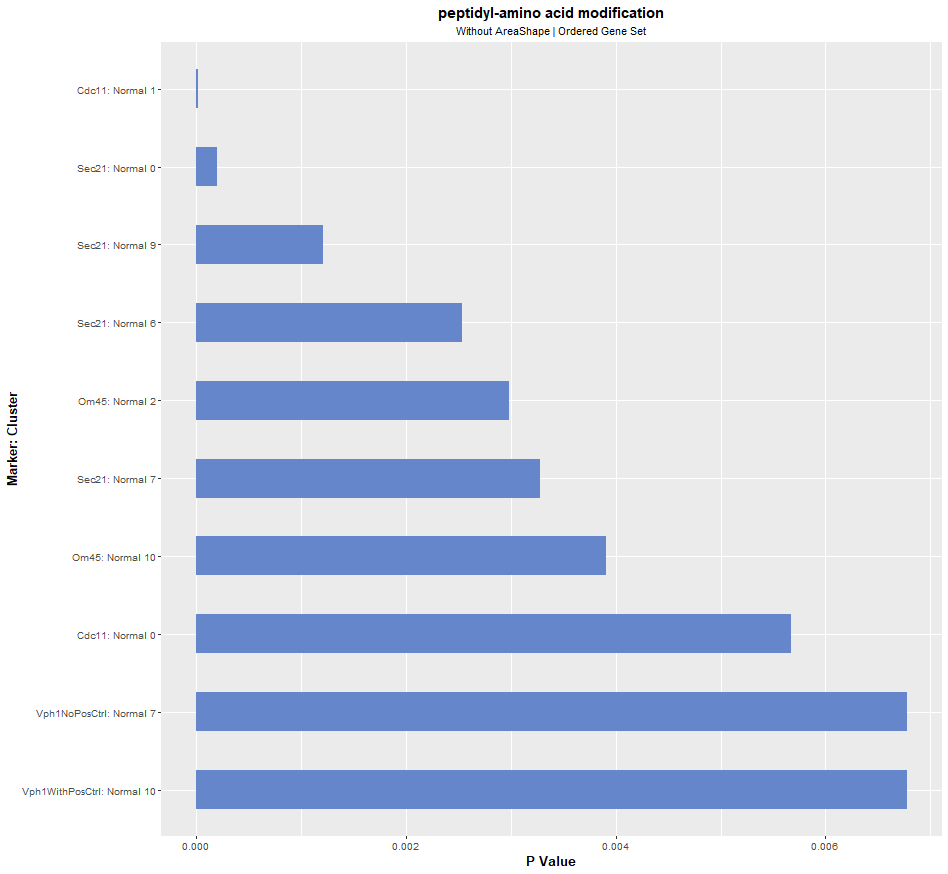 peptidyl-amino acid modification
Without AreaShape | Ordered Gene Set
Marker: Cluster
Cdc11: Normal 1
Sec21: Normal 0
Sec21: Normal 9
Sec21: Normal 6
Om45: Normal 2
Sec21: Normal 7
Om45: Normal 10
Cdc11: Normal 0
Vph1NoPosCtrl: Normal 7
Vph1WithPosCtrl: Normal 10
0.000 0.002 0.004 0.006
P Value